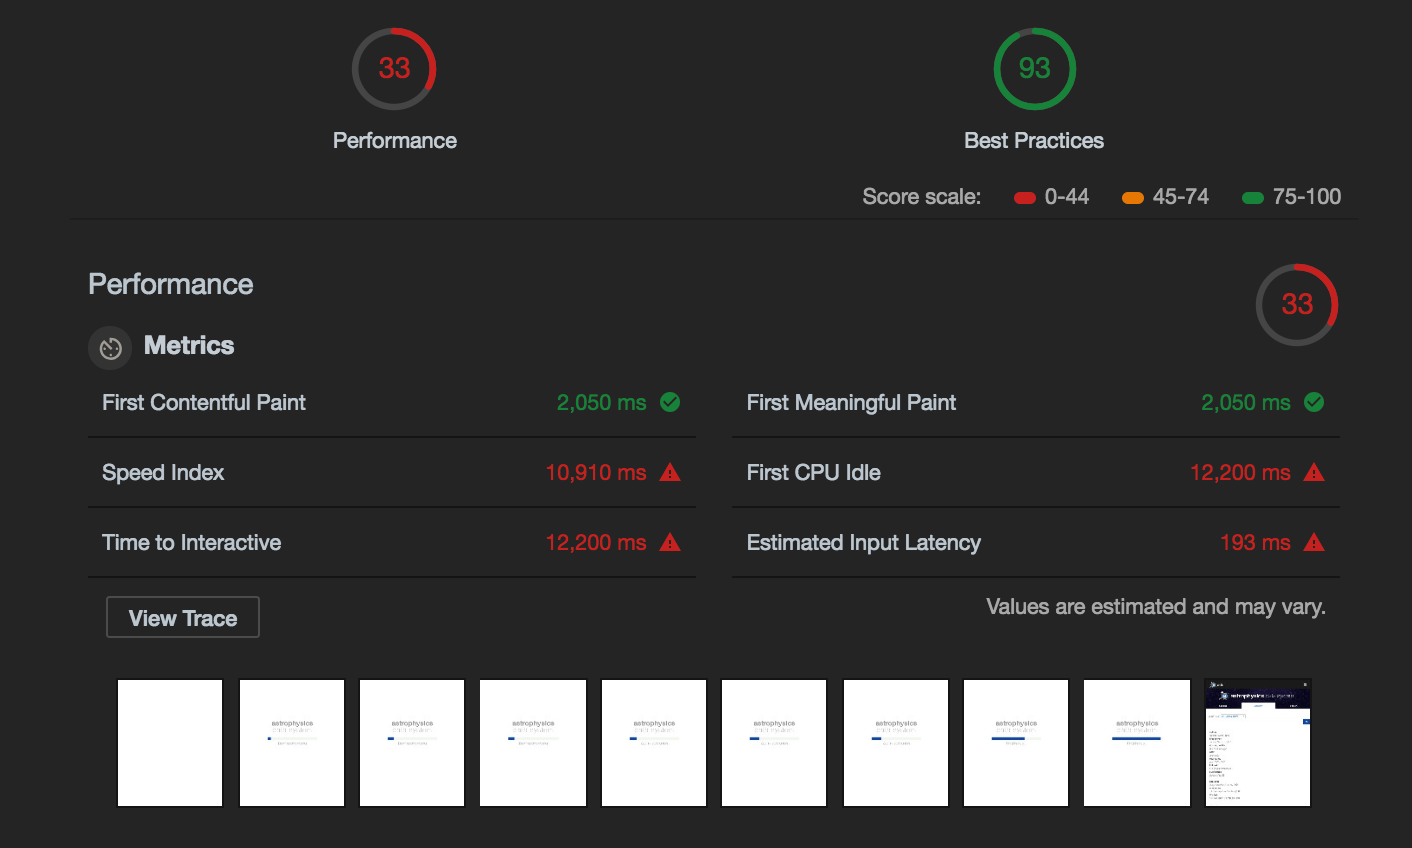 33
93
Performance
Best Practices
Score scale: 0-44 45-74 75-100
Performance
33
Metrics
First Contentful Paint 2,050 ms
First Meaningful Paint 2,050 ms
Speed Index 10,910 ms
First CPU Idle 12,200 ms
Time to Interactive 12,200 ms
Estimated Input Latency 193 ms
View Trace
Values are estimated and may vary.
astrophysics
astrophysics
astrophysics
astrophysics
astrophysics
astrophysics
astrophysics
astrophysics
astrophysics